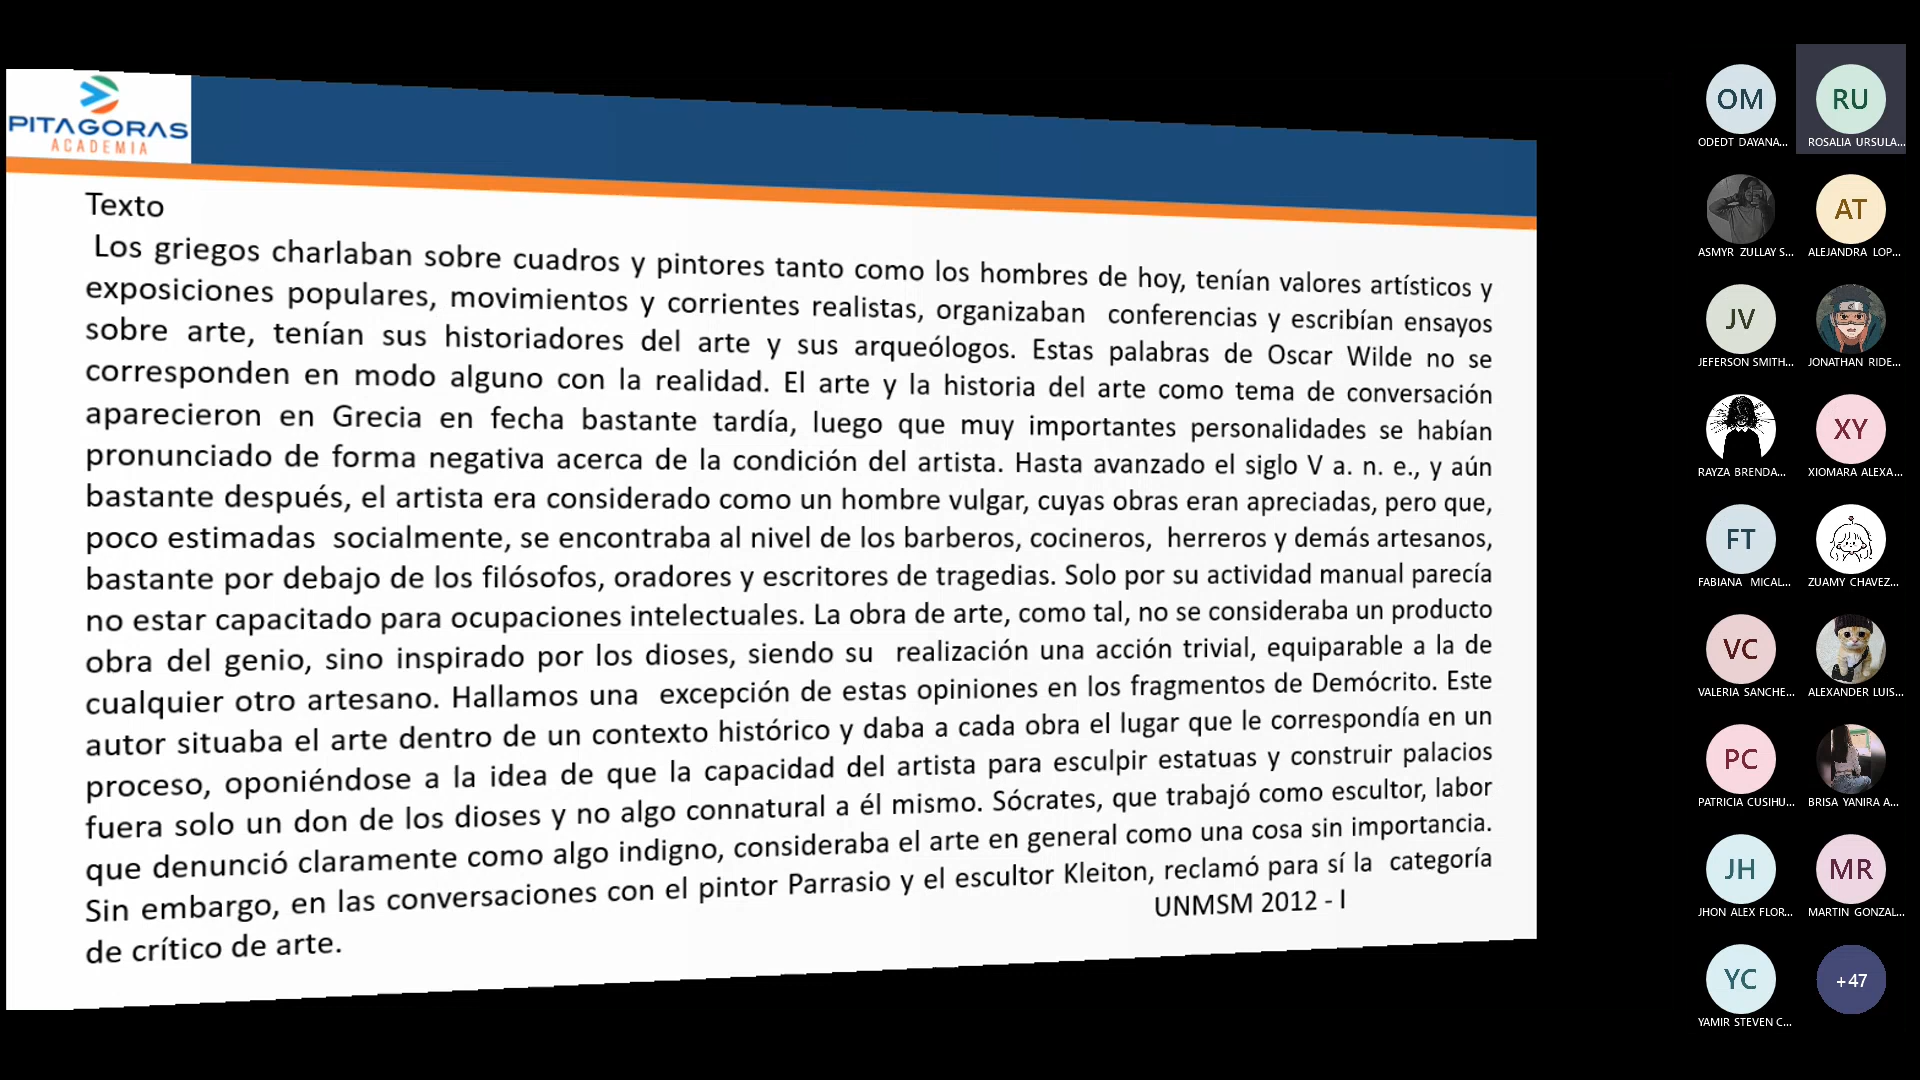 PITAGORAS
ACADEMIA
Texto
Los griegos charlaban sobre cuadros y pintores tanto como los hombres de hoy, tenían valores artísticos y
exposiciones populares, movimientos y corrientes realistas, organizaban conferencias y escribían ensayos
sobre arte, tenían sus historiadores del arte y sus arqueólogos. Estas palabras de Oscar Wilde no se
corresponden en modo alguno con la realidad. El arte y la historia del arte como tema de conversación
aparecieron en Grecia en fecha bastante tardía, luego que muy importantes personalidades se habían
pronunciado de forma negativa acerca de la condición del artista. Hasta avanzado el siglo V a. n. e., y aún
bastante después, el artista era considerado como un hombre vulgar, cuyas obras eran apreciadas, pero que,
poco estimadas socialmente, se encontraba al nivel de los barberos, cocineros, herreros y demás artesanos,
bastante por debajo de los filósofos, oradores y escritores de tragedias. Solo por su actividad manual parecía
no estar capacitado para ocupaciones intelectuales. La obra de arte, como tal, no se consideraba un producto
obra del genio, sino inspirado por los dioses, siendo su realización una acción trivial, equiparable a la de
cualquier otro artesano. Hallamos una excepción de estas opiniones en los fragmentos de Demócrito. Este
autor situaba el arte dentro de un contexto histórico y daba a cada obra el lugar que le correspondía en un
proceso, oponiéndose a la idea de que la capacidad del artista para esculpir estatuas y construir palacios
fuera solo un don de los dioses y no algo connatural a él mismo. Sócrates, que trabajó como escultor, labor
que denunció claramente como algo indigno, consideraba el arte en general como una cosa sin importancia.
Sin embargo, en las conversaciones con el pintor Parrasio y el escultor Kleiton, reclamó para sí la categoría
de crítico de arte.
UNMSM 2012 - I
OM
ODEDT DAYANA...
RU
ROSALIA URSULA...
ASMYR ZULLAY S...
AT
ALEJANDRA LOP...
JV
JEFERSON SMITH...
JONATHAN RIDE...
RAYZA BRENDA...
XY
XIOMARA ALEXA...
FT
FABIANA MICAL...
ZUAMY CHAVEZ...
VC
VALERIA SANCHE...
ALEXANDER LUIS...
PC
PATRICIA CUSIHU...
BRISA YANIRA A...
JH
JHON ALEX FLOR...
MR
MARTIN GONZAL...
YC
YAMIR STEVEN C...
+47